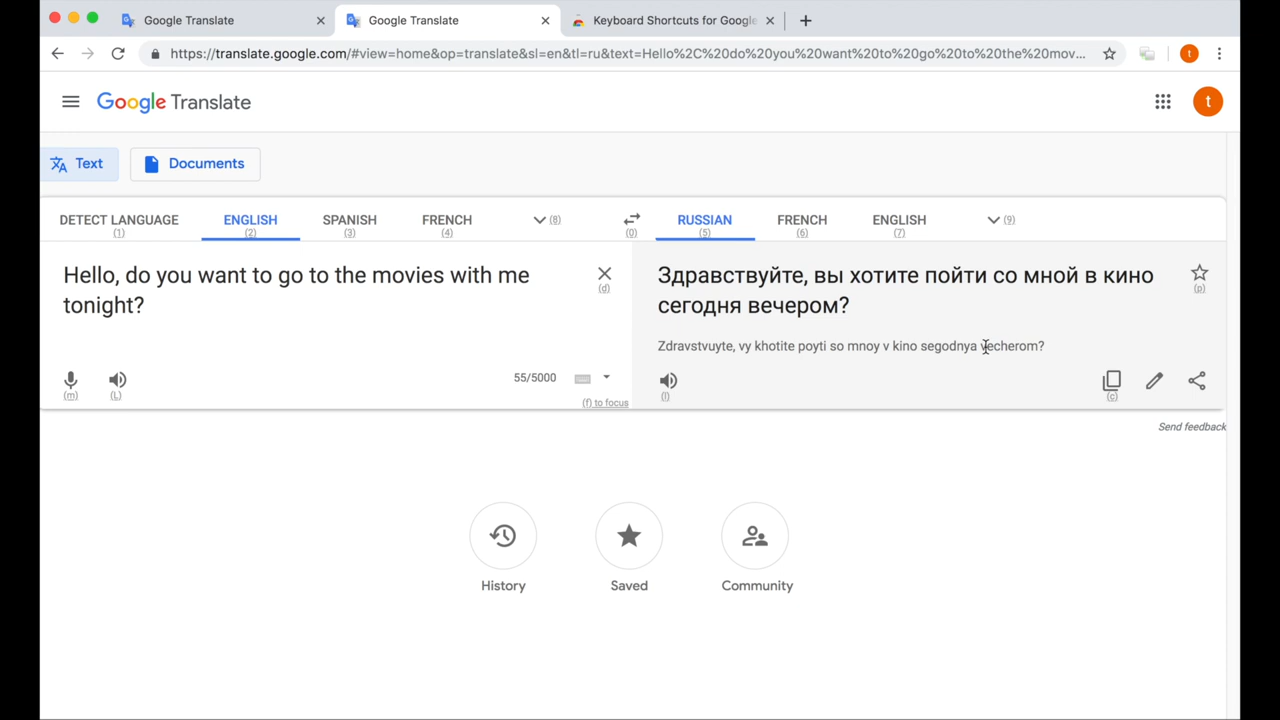 Google Translate
Google Translate
Keyboard Shortcuts for Google
https://translate.google.com/#view=home&op=translate&sl=en&tl=ru&text=Hello%2C%20do%20you%20want%20to%20go%20to%20the%20mov...
t
Google Translate
t
Text
Documents
DETECT LANGUAGE ENGLISH SPANISH FRENCH (8) RUSSIAN FRENCH ENGLISH (9)
(1) (2) (3) (4) (0) (5) (6) (7)
Hello, do you want to go to the movies with me
tonight?
(d)
Здравствуйте, вы хотите пойти со мной в кино
сегодня вечером?
(p)
Zdravstvuyte, vy khotite poyti so mnoy v kino segodnya vecherom?
55/5000
(m) (L) (f) to focus
(l) (c)
Send feedback
History Saved Community